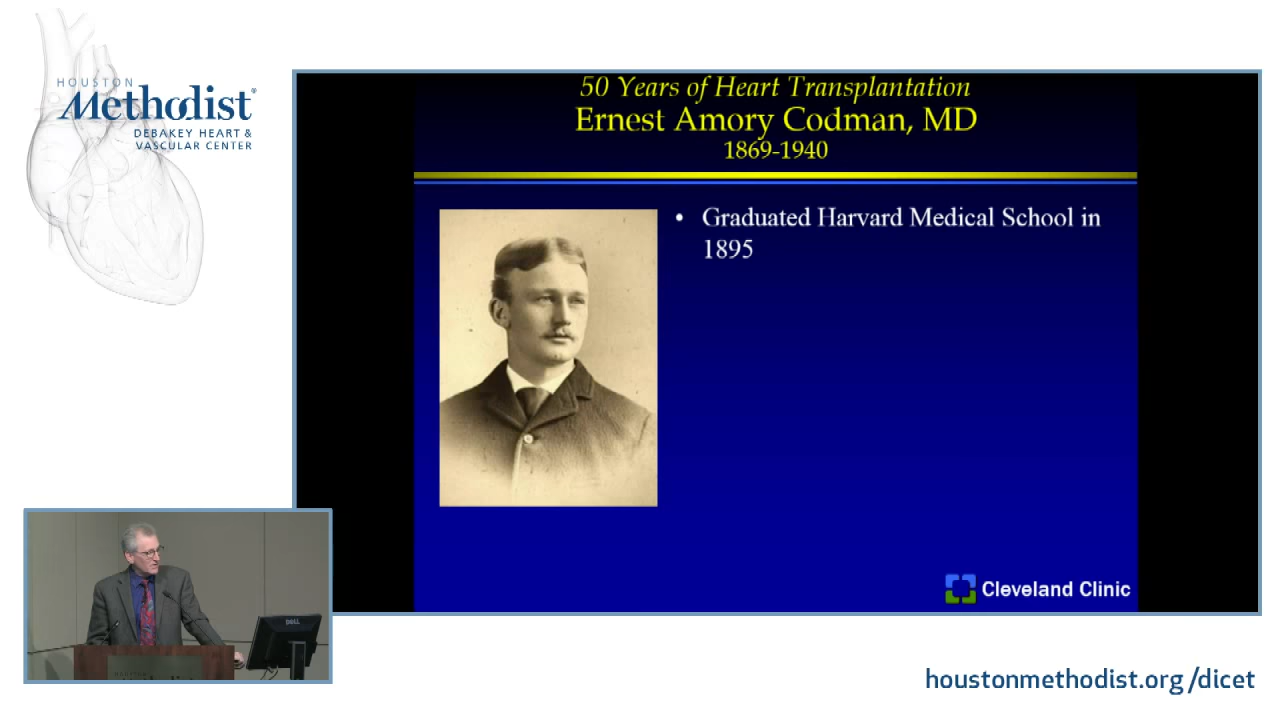 HOUSTON
Methodist®
DEBAKEY HEART &
VASCULAR CENTER
50 Years of Heart Transplantation
Ernest Amory Codman, MD
1869-1940
• Graduated Harvard Medical School in
1895
Cleveland Clinic
DELL
houstonmethodist.org/dicet